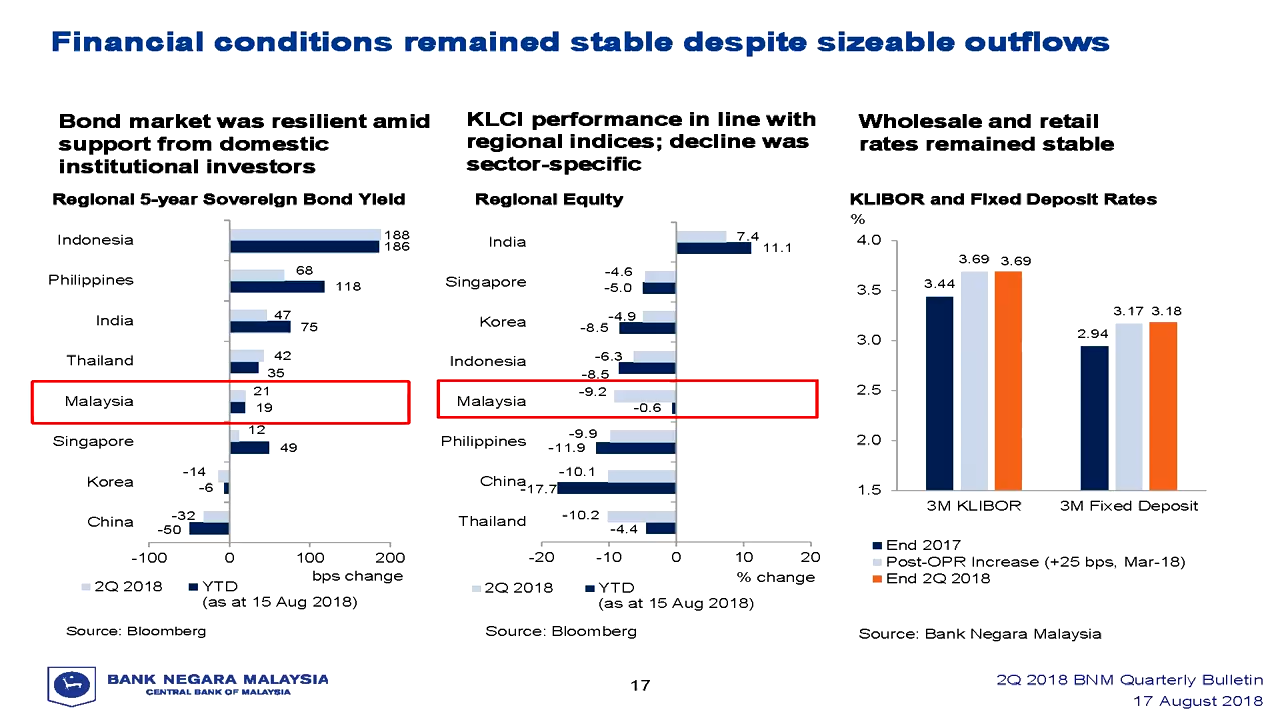 Financial conditions remained stable despite sizeable outflows
Bond market was resilient amid
support from domestic
institutional investors
Regional 5-year Sovereign Bond Yield
Indonesia
188
186
Philippines
68
118
India
47
75
Thailand
42
35
Malaysia
21
19
Singapore
12
49
Korea
-14
-6
China
-32
-50
-100
0
100
200
bps change
2Q 2018
YTD
(as at 15 Aug 2018)
Source: Bloomberg
KLCI performance in line with
regional indices; decline was
sector-specific
Regional Equity
India
7.4
11.1
Singapore
-4.6
-5.0
Korea
-4.9
-8.5
Indonesia
-6.3
-8.5
Malaysia
-9.2
-0.6
Philippines
-9.9
-11.9
China
-10.1
-17.7
Thailand
-10.2
-4.4
-20
-10
0
10
20
% change
2Q 2018
YTD
(as at 15 Aug 2018)
Source: Bloomberg
Wholesale and retail
rates remained stable
KLIBOR and Fixed Deposit Rates
%
4.0
3.5
3.0
2.5
2.0
1.5
3.44
3.69
3.69
2.94
3.17
3.18
3M KLIBOR
3M Fixed Deposit
End 2017
Post-OPR Increase (+25 bps, Mar-18)
End 2Q 2018
Source: Bank Negara Malaysia
BANK NEGARA MALAYSIA
CENTRAL BANK OF MALAYSIA
17
2Q 2018 BNM Quarterly Bulletin
17 August 2018